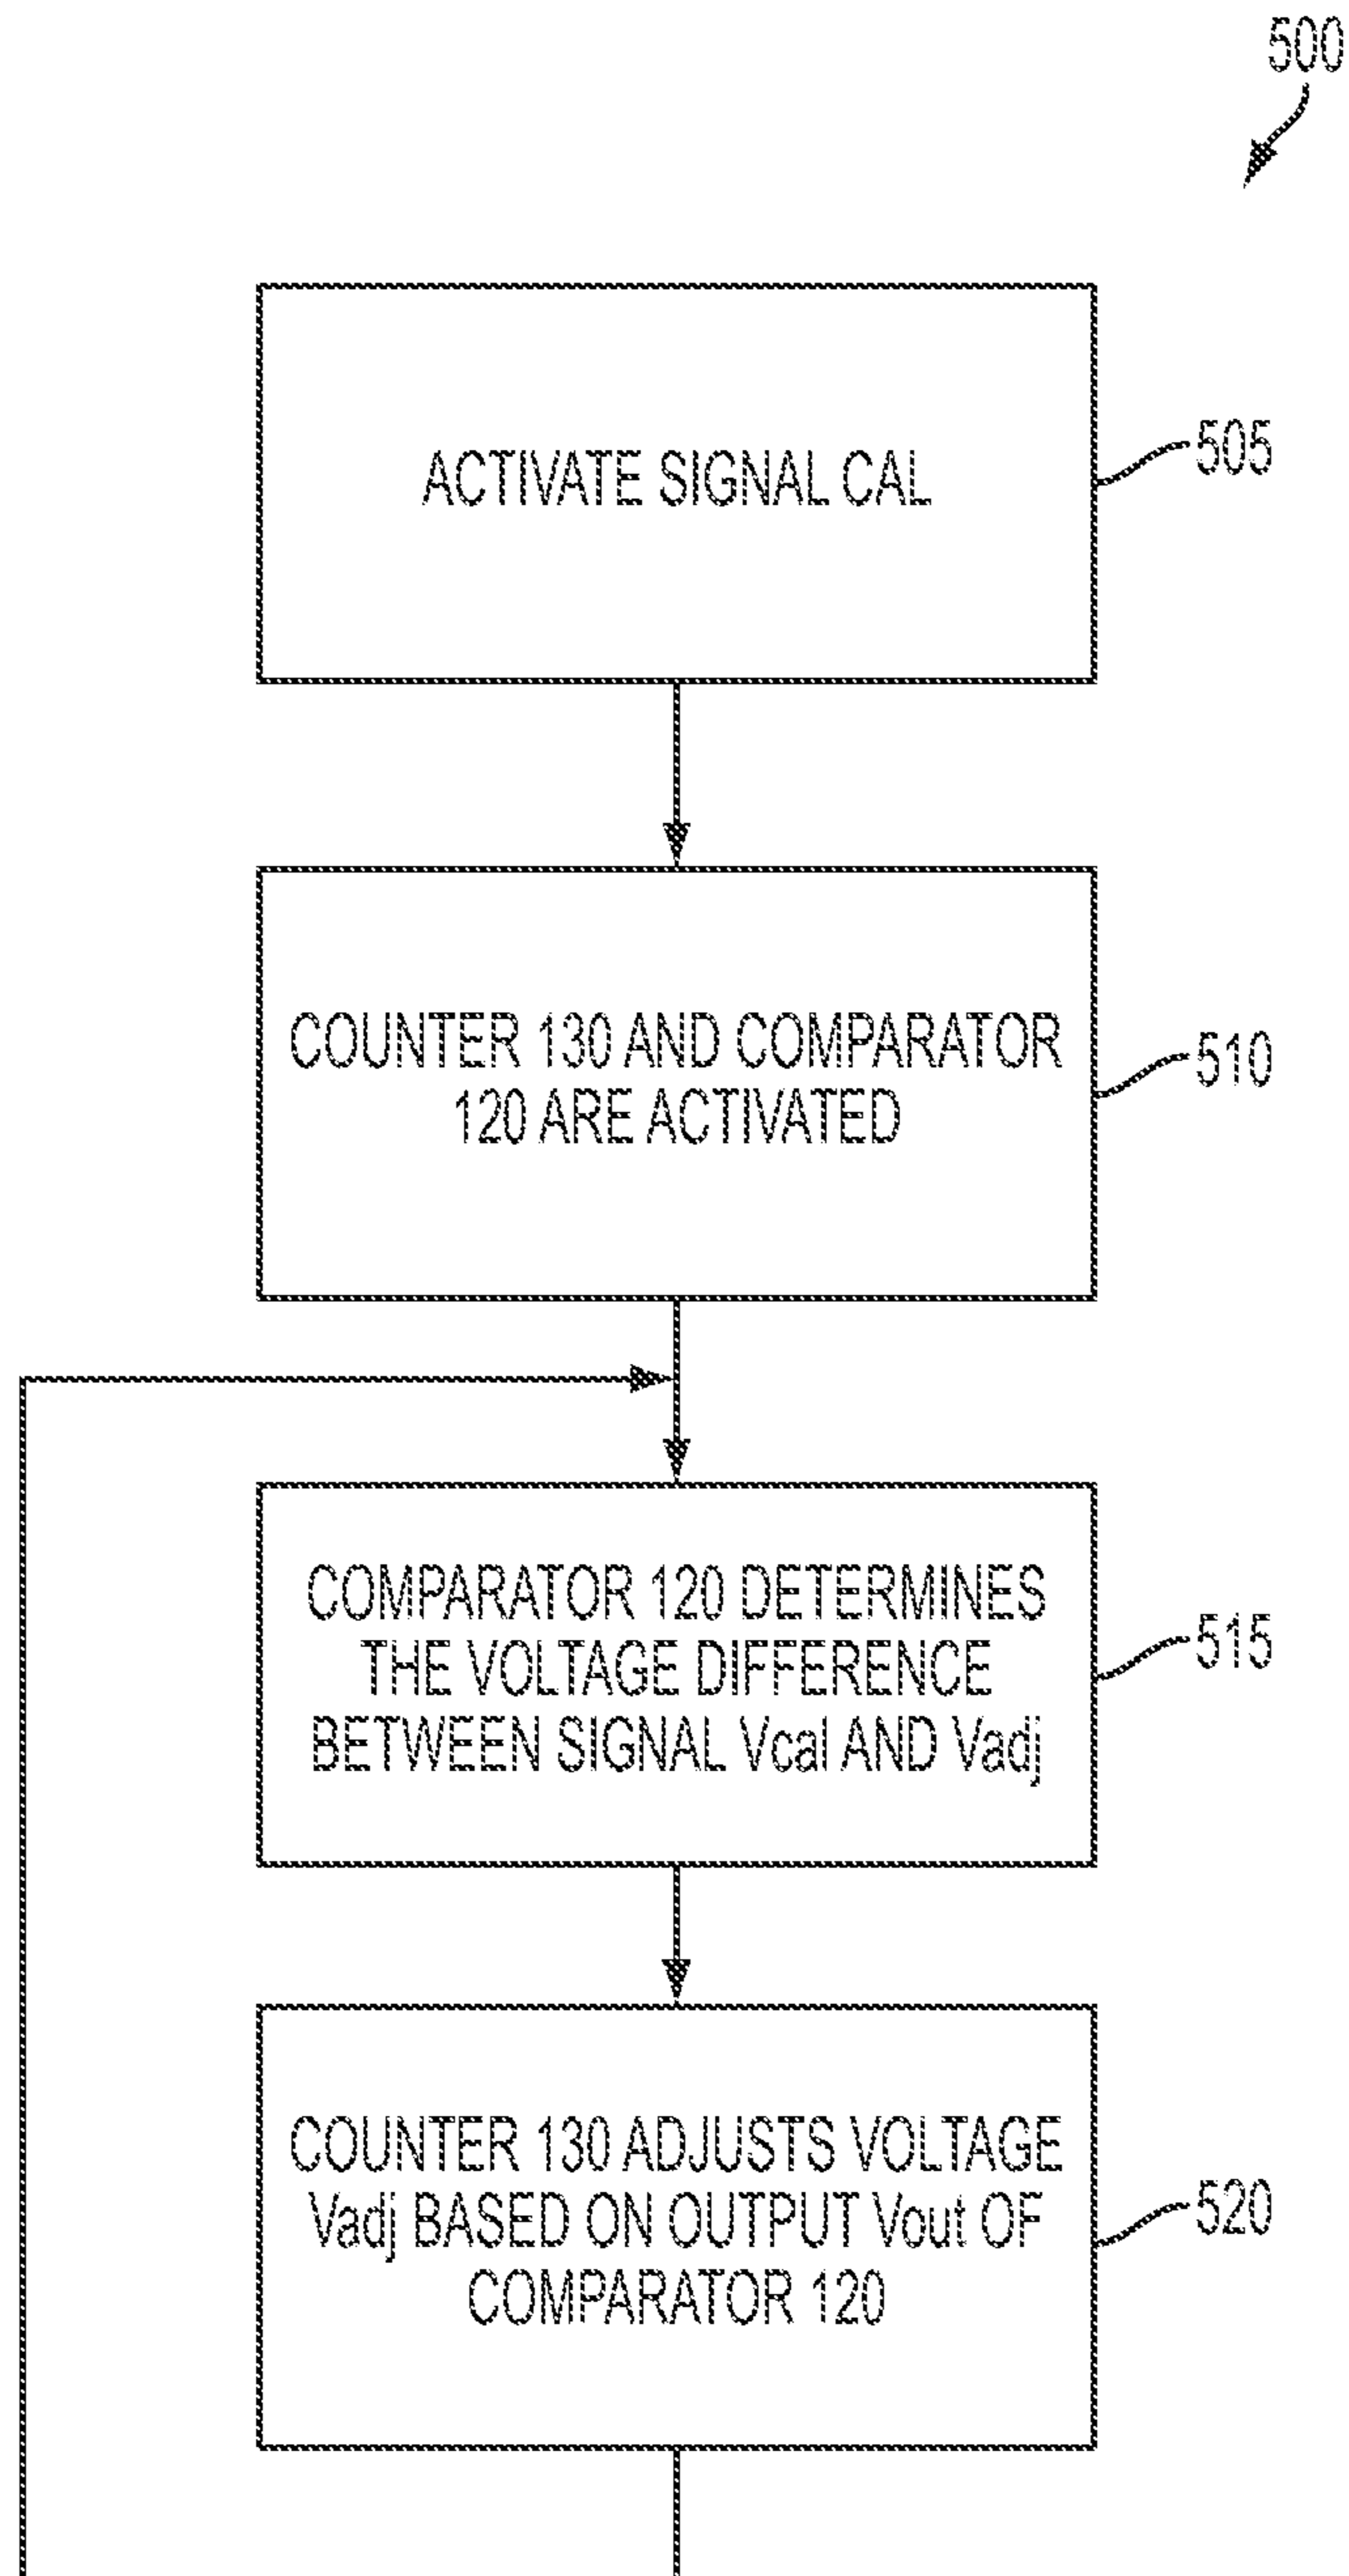 500
ACTIVATE SIGNAL CAL
505
COUNTER 130 AND COMPARATOR
120 ARE ACTIVATED
510
COMPARATOR 120 DETERMINES
THE VOLTAGE DIFFERENCE
BETWEEN SIGNAL Vcal AND Vadj
515
COUNTER 130 ADJUSTS VOLTAGE
Vadj BASED ON OUTPUT Vout OF
COMPARATOR 120
520